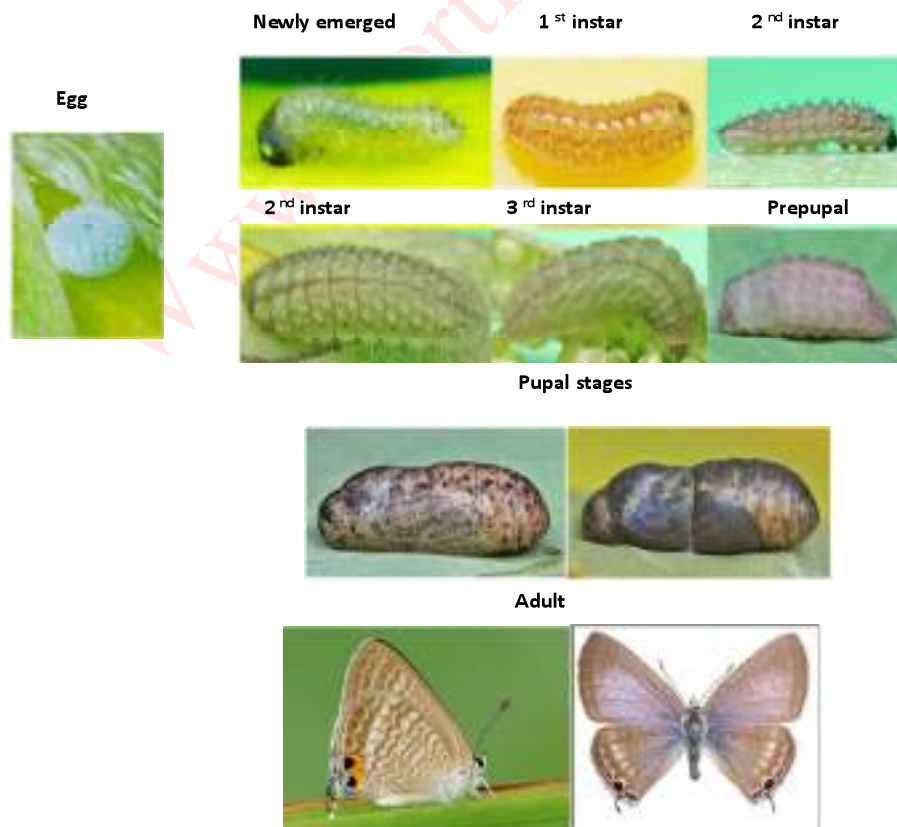 Newly emerged
1 st instar
2 nd instar
Egg
2 nd instar
3 rd instar
Prepupal
Pupal stages
Adult